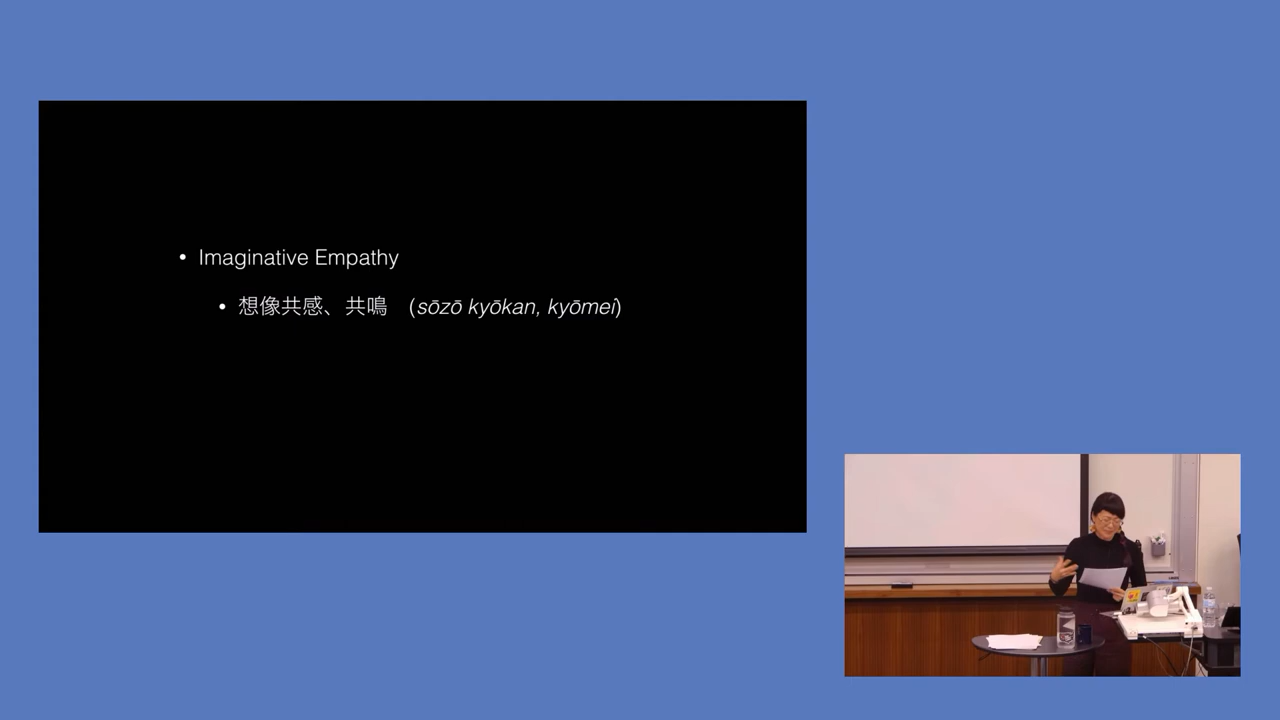 • Imaginative Empathy
• 想像共感、共鳴 (sōzō kyōkan, kyōmei)